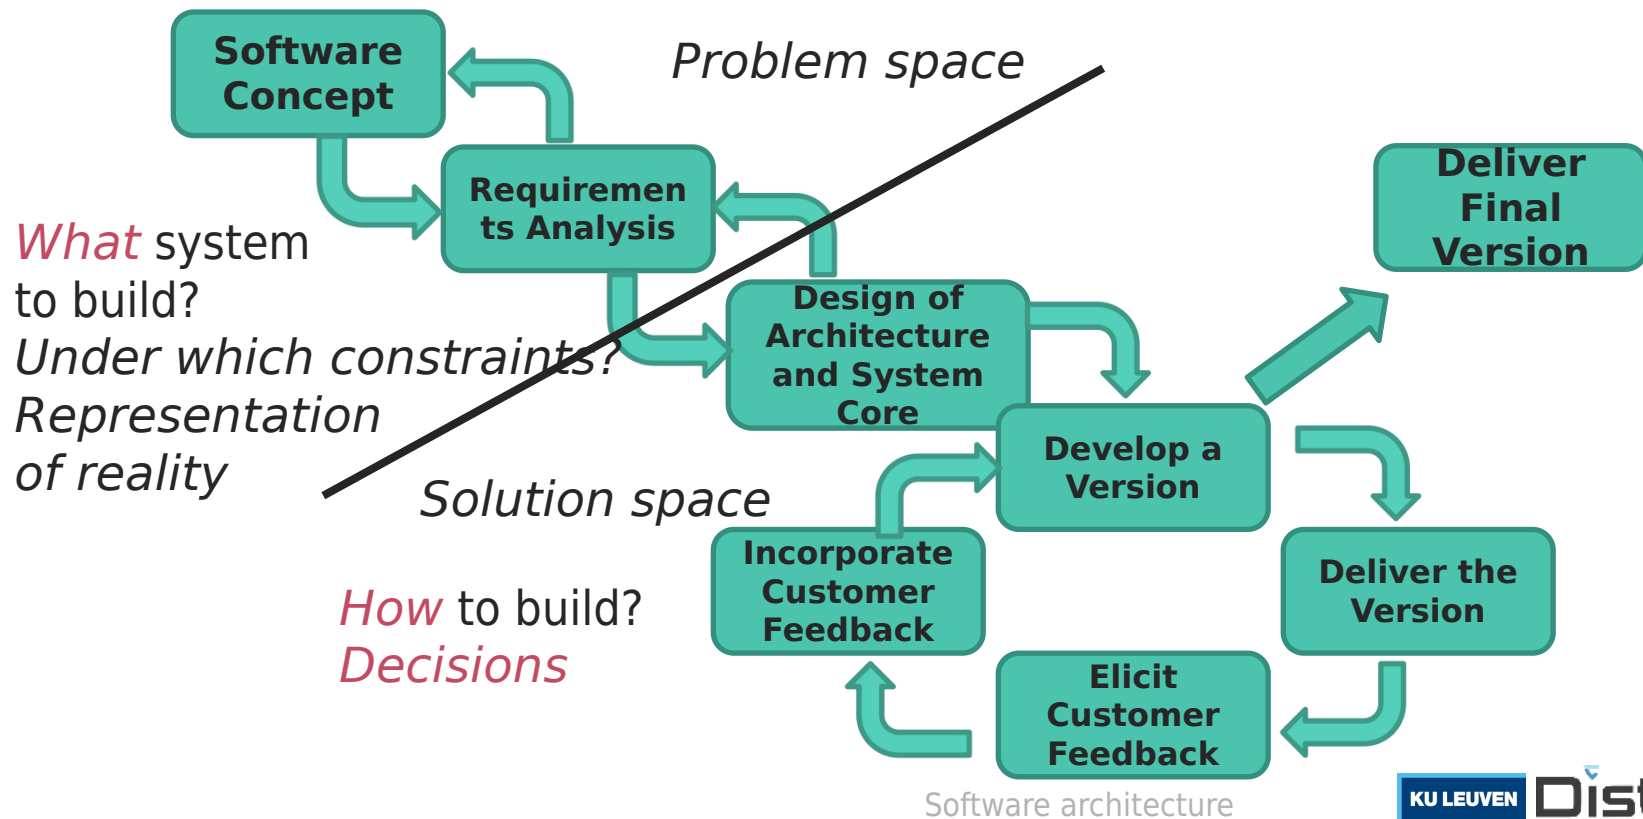 Software
Concept
Problem space
Requiremen
ts Analysis
Deliver
Final
Version
What system
to build?
Under which constraints?
Representation
of reality
Design of
Architecture
and System
Core
Develop a
Version
Solution space
Incorporate
Customer
Feedback
Deliver the
Version
How to build?
Decisions
Elicit
Customer
Feedback
Software architecture
KU LEUVEN
Dist